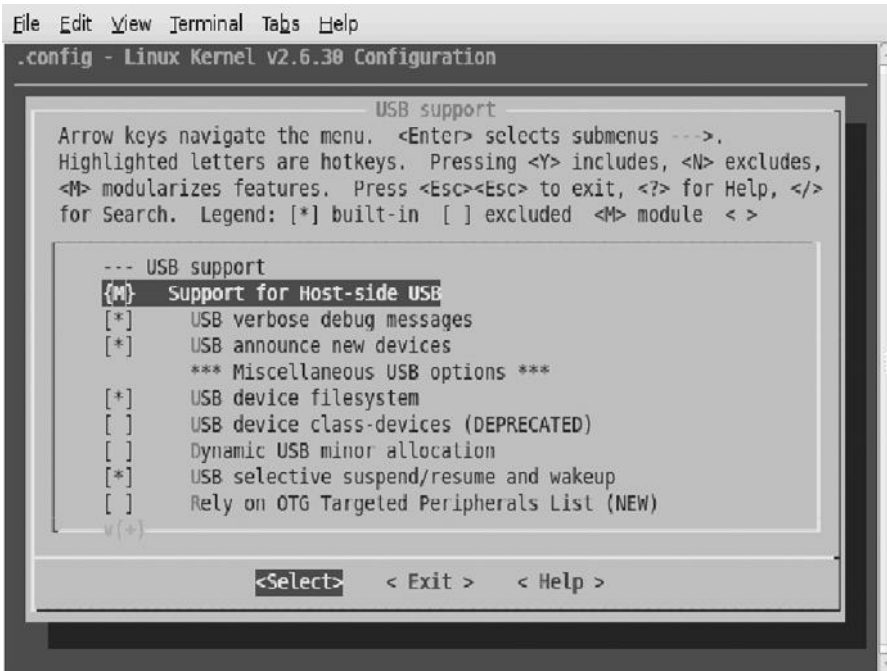 File Edit View Terminal Tabs Help
.config - Linux Kernel v2.6.30 Configuration
USB support
Arrow keys navigate the menu.  <Enter> selects submenus --->.
Highlighted letters are hotkeys.  Pressing <Y> includes, <N> excludes,
<M> modularizes features.  Press <Esc><Esc> to exit, <?> for Help, </>
for Search.  Legend: [*] built-in  [ ] excluded  <M> module  < >
--- USB support
{M}   Support for Host-side USB
[*]     USB verbose debug messages
[*]     USB announce new devices
*** Miscellaneous USB options ***
[*]     USB device filesystem
[ ]     USB device class-devices (DEPRECATED)
[ ]     Dynamic USB minor allocation
[*]     USB selective suspend/resume and wakeup
[ ]     Rely on OTG Targeted Peripherals List (NEW)
v(+)
<Select>    < Exit >    < Help >